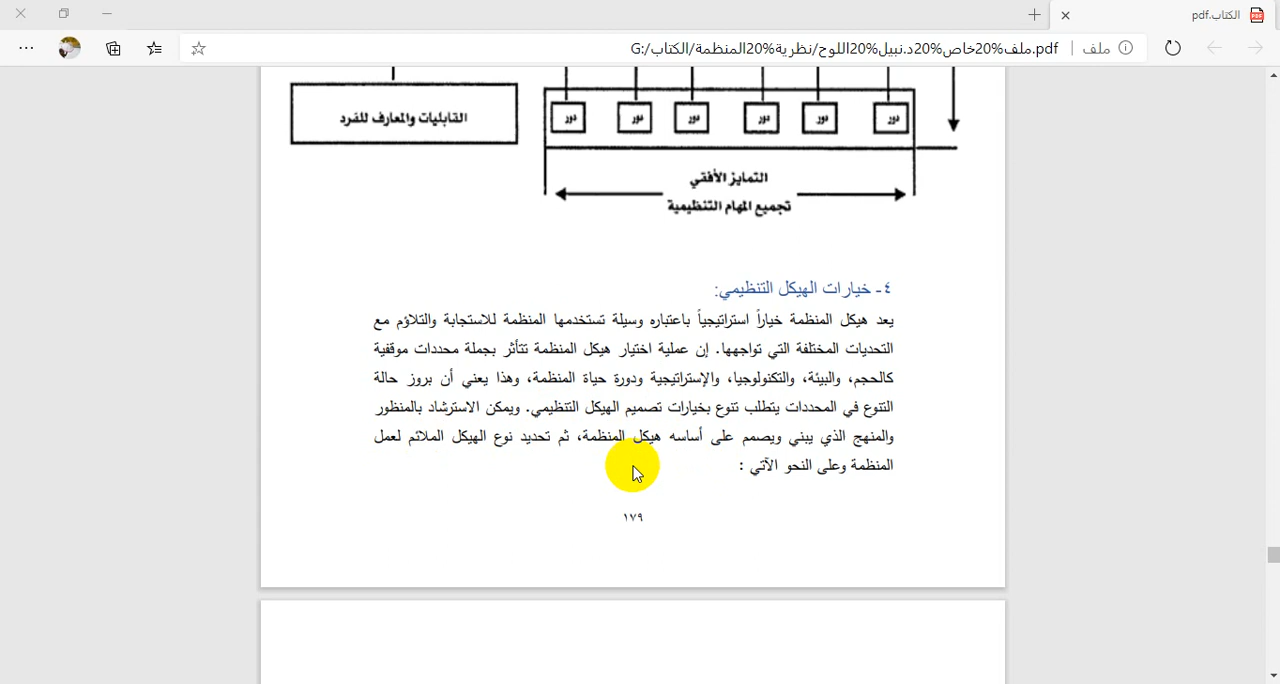 الكتاب.pdf
ملف
G:/الكتاب/نظرية%20المنظمة/ملف%20خاص%20د.نبيل%20اللوح.pdf
دور دور دور دور دور دور
القابليات والمعارف للفرد
التمايز الأفقي
تجميع المهام التنظيمية
٤- خيارات الهيكل التنظيمي:
يعد هيكل المنظمة خياراً استراتيجياً باعتباره وسيلة تستخدمها المنظمة للاستجابة والتلاؤم مع
التحديات المختلفة التي تواجهها. إن عملية اختيار هيكل المنظمة تتأثر بجملة محددات موقفية
كالحجم، والبيئة، والتكنولوجيا، والإستراتيجية ودورة حياة المنظمة، وهذا يعني أن بروز حالة
التنوع في المحددات يتطلب تنوع بخيارات تصميم الهيكل التنظيمي. ويمكن الاسترشاد بالمنظور
والمنهج الذي يبني ويصمم على أساسه هيكل المنظمة، ثم تحديد نوع الهيكل الملائم لعمل
المنظمة وعلى النحو الآتي :
١٧٩